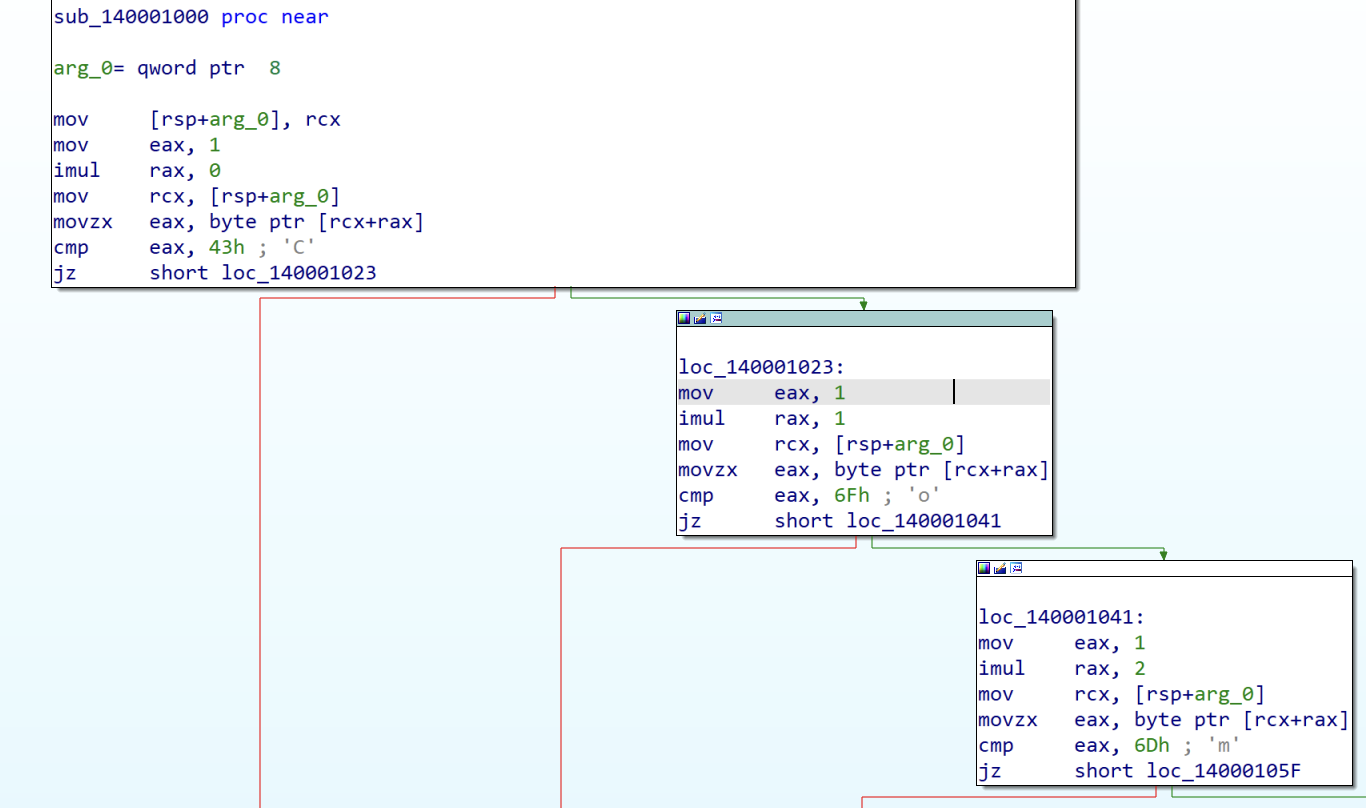 sub_140001000 proc near
arg_0= qword ptr  8
mov     [rsp+arg_0], rcx
mov     eax, 1
imul    rax, 0
mov     rcx, [rsp+arg_0]
movzx   eax, byte ptr [rcx+rax]
cmp     eax, 43h ; 'C'
jz      short loc_140001023
loc_140001023:
mov     eax, 1
imul    rax, 1
mov     rcx, [rsp+arg_0]
movzx   eax, byte ptr [rcx+rax]
cmp     eax, 6Fh ; 'o'
jz      short loc_140001041
loc_140001041:
mov     eax, 1
imul    rax, 2
mov     rcx, [rsp+arg_0]
movzx   eax, byte ptr [rcx+rax]
cmp     eax, 6Dh ; 'm'
jz      short loc_14000105F